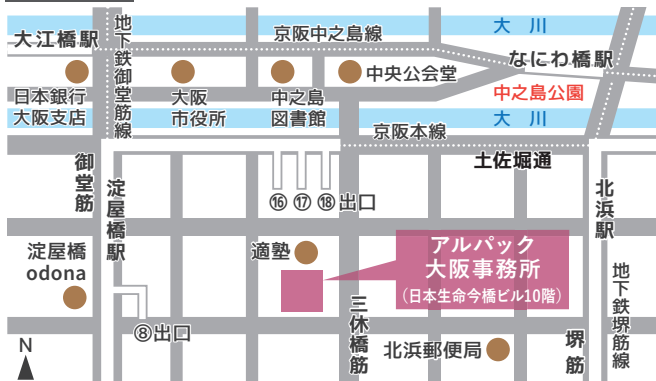 大江橋駅
地下鉄御堂筋線
京阪中之島線
大川
なにわ橋駅
日本銀行
大阪支店
大阪
市役所
中之島
図書館
中央公会堂
中之島公園
大川
京阪本線
土佐堀通
御堂筋
淀屋橋駅
⑯ ⑰ ⑱出口
北浜駅
淀屋橋
odona
適塾
アルパック
大阪事務所
（日本生命今橋ビル10階）
地下鉄堺筋線
⑧出口
三休橋筋
北浜郵便局
堺筋
N